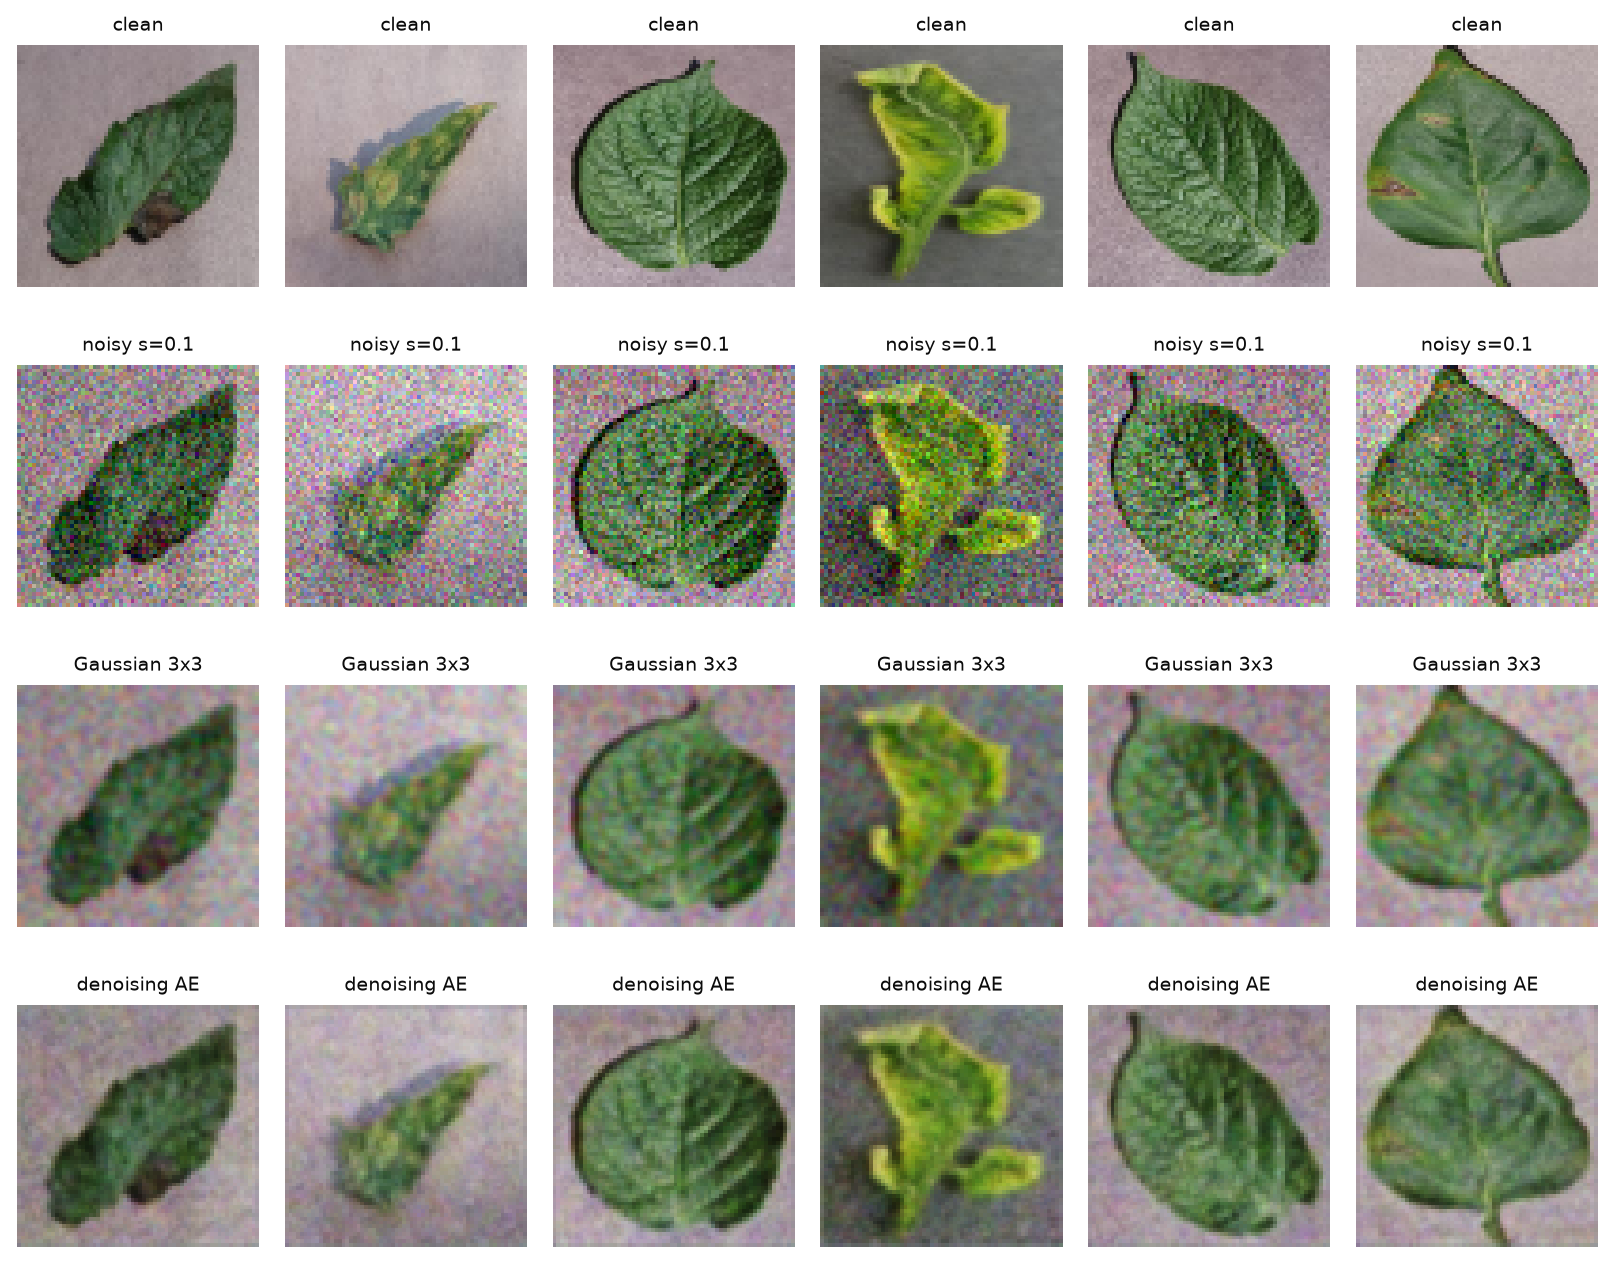 clean clean clean clean clean clean
noisy s=0.1 noisy s=0.1 noisy s=0.1 noisy s=0.1 noisy s=0.1 noisy s=0.1
Gaussian 3x3 Gaussian 3x3 Gaussian 3x3 Gaussian 3x3 Gaussian 3x3 Gaussian 3x3
denoising AE denoising AE denoising AE denoising AE denoising AE denoising AE